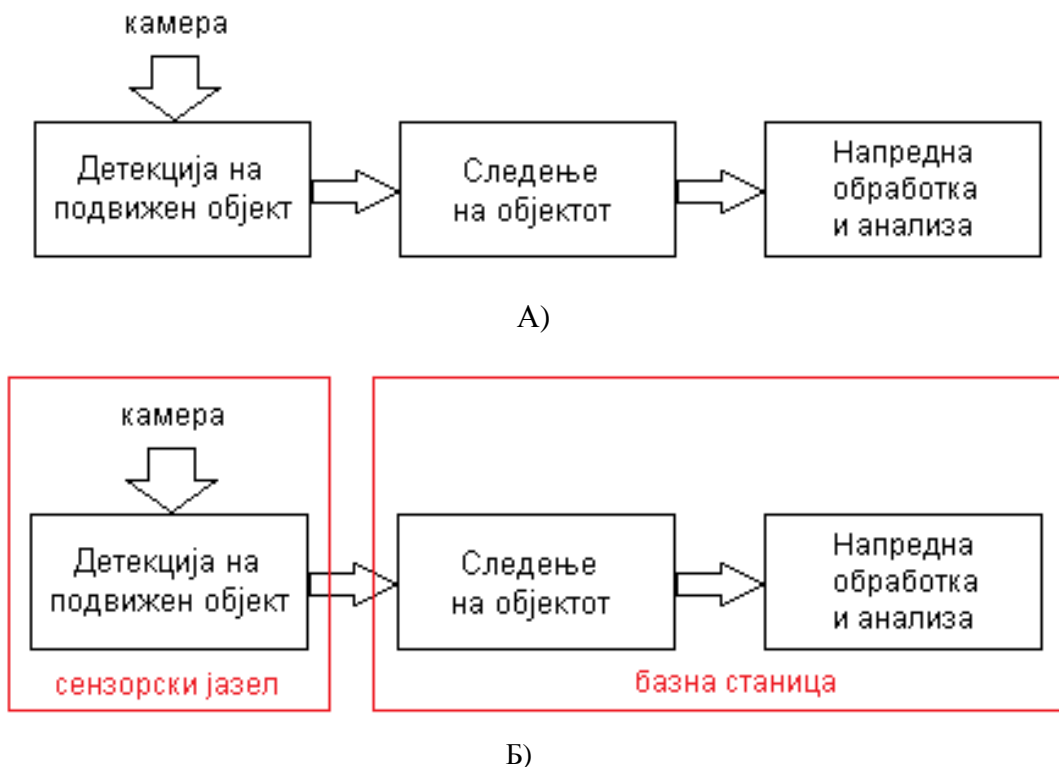 камера
Детекција на
подвижен објект
Следење
на објектот
Напредна
обработка
и анализа
А)
камера
Детекција на
подвижен објект
Следење
на објектот
Напредна
обработка
и анализа
сензорски јазел
базна станица
Б)